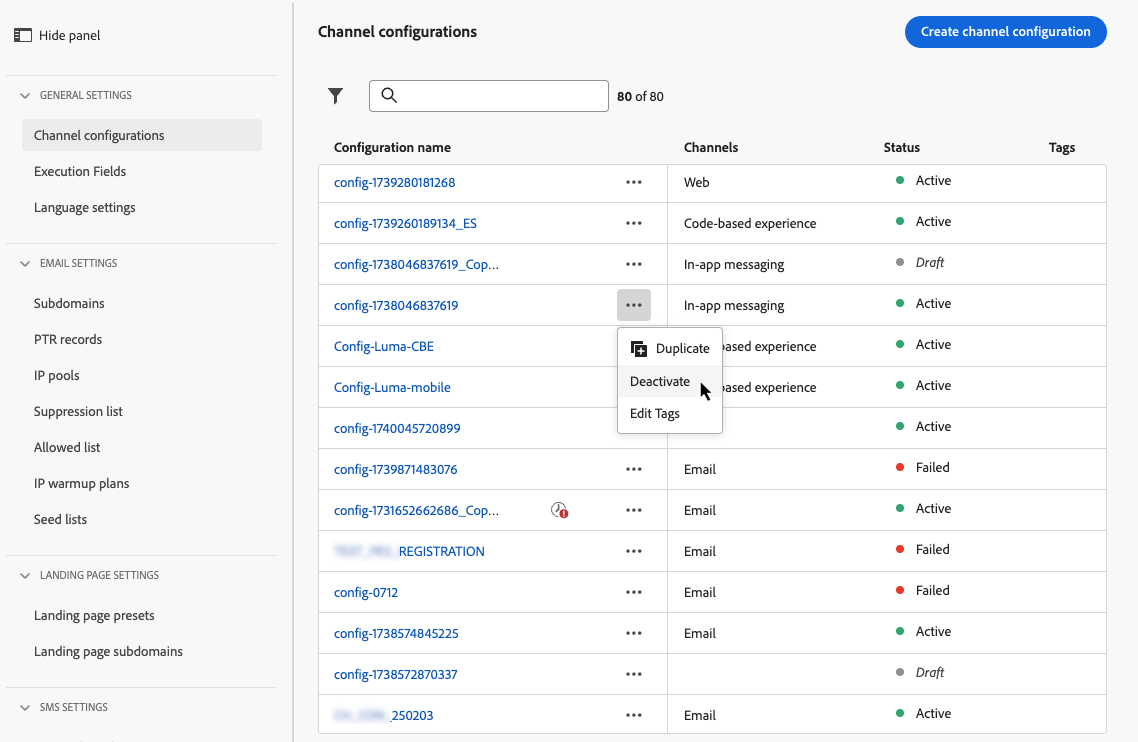 Hide panel
GENERAL SETTINGS
Channel configurations
Execution Fields
Language settings
EMAIL SETTINGS
Subdomains
PTR records
IP pools
Suppression list
Allowed list
IP warmup plans
Seed lists
LANDING PAGE SETTINGS
Landing page presets
Landing page subdomains
SMS SETTINGS
Channel configurations
Create channel configuration
80 of 80
Configuration name Channels Status Tags
config-1739280181268 ••• Web Active
config-1739260189134_ES ••• Code-based experience Active
config-1738046837619_Cop... ••• In-app messaging Draft
config-1738046837619 ••• In-app messaging Active
Config-Luma-CBE based experience Active
Config-Luma-mobile based experience Active
config-1740045720899 Active
config-1739871483076 ••• Email Failed
config-1731652662686_Cop... ••• Email Active
REGISTRATION ••• Email Failed
config-0712 ••• Email Failed
config-1738574845225 ••• Email Active
config-1738572870337 ••• Draft
_250203 ••• Email Active
Duplicate
Deactivate
Edit Tags